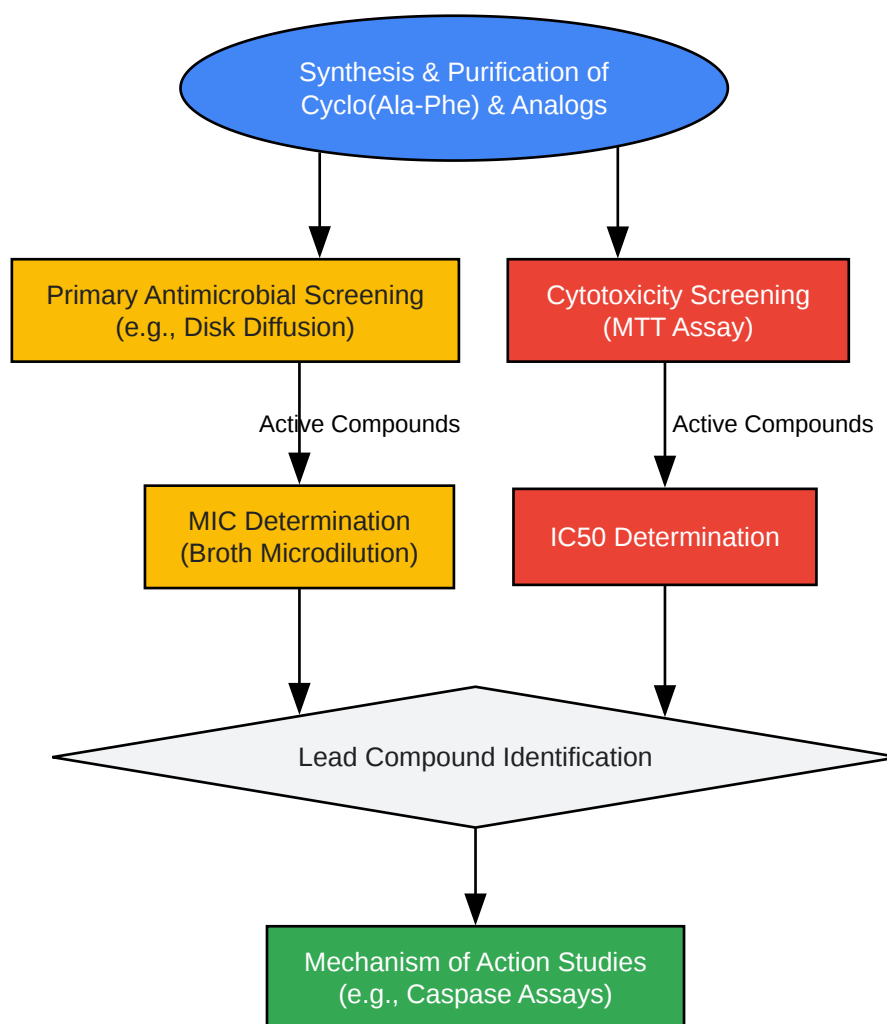 Synthesis & Purification of
Cyclo(Ala-Phe) & Analogs
Primary Antimicrobial Screening
(e.g., Disk Diffusion)
Cytotoxicity Screening
(MTT Assay)
Active Compounds
Active Compounds
MIC Determination
(Broth Microdilution)
IC50 Determination
Lead Compound Identification
Mechanism of Action Studies
(e.g., Caspase Assays)